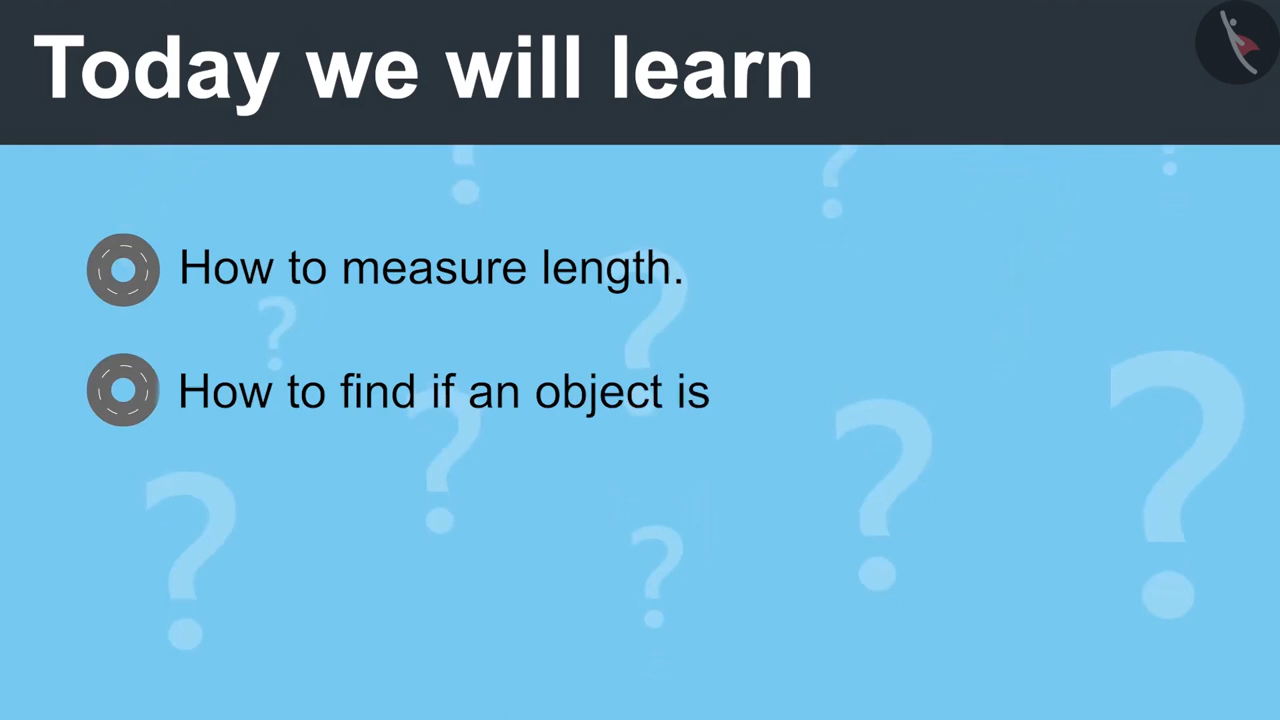 Today we will learn
How to measure length.
How to find if an object is